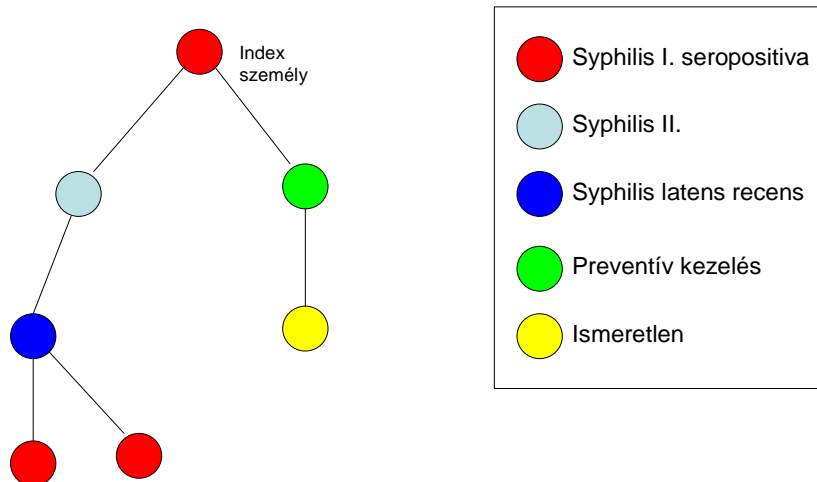 Index
személy
Syphilis I. seropositiva
Syphilis II.
Syphilis latens recens
Preventív kezelés
Ismeretlen